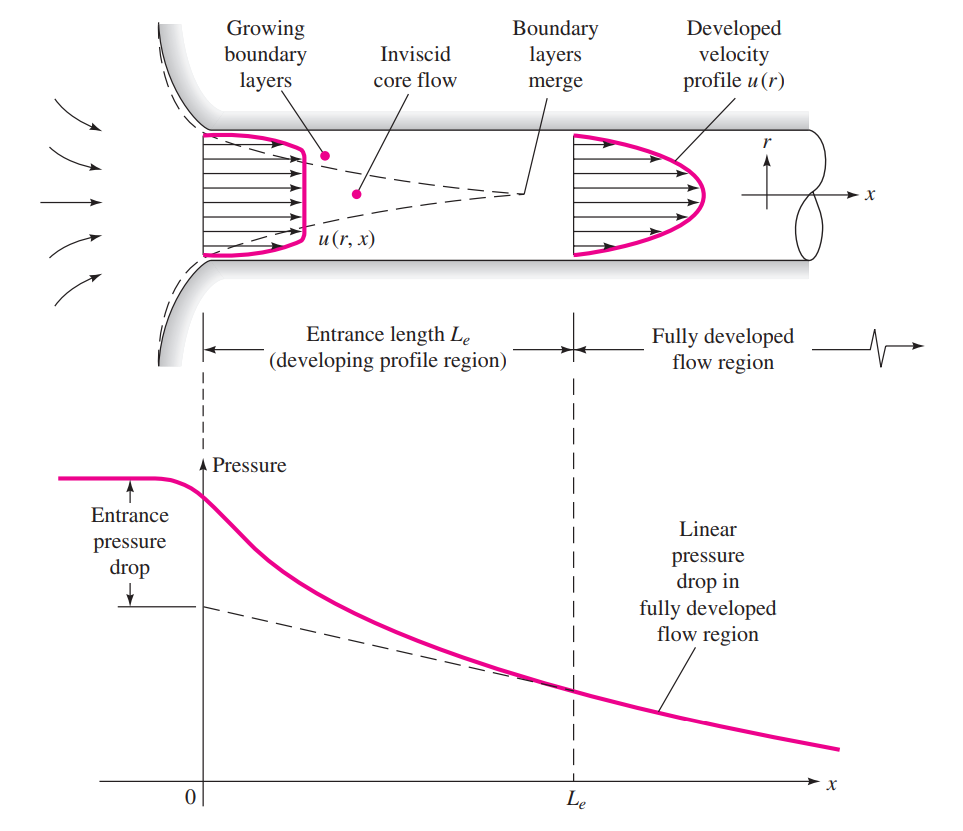 Growing
boundary
layers
Inviscid
core flow
Boundary
layers
merge
Developed
velocity
profile u(r)
r
x
u(r, x)
Entrance length Le
(developing profile region)
Fully developed
flow region
Pressure
Entrance
pressure
drop
Linear
pressure
drop in
fully developed
flow region
0
Le
x